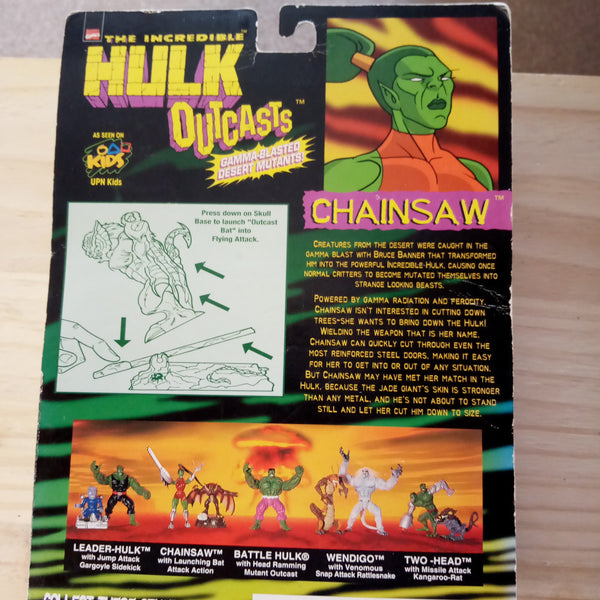 MARVEL
THE INCREDIBLE™
HULK
OUTCASTS™
GAMMA-BLASTED
DESERT MUTANTS!
AS SEEN ON
KIDS
UPN Kids
Press down on Skull
Base to launch "Outcast
Bat" into
Flying Attack.
CHAINSAW™
CREATURES FROM THE DESERT WERE CAUGHT IN THE
GAMMA BLAST WITH BRUCE BANNER THAT TRANSFORMED
HIM INTO THE POWERFUL INCREDIBLE-HULK, CAUSING ONCE
NORMAL CRITTERS TO BECOME MUTATED THEMSELVES INTO
STRANGE LOOKING BEASTS.
POWERED BY GAMMA RADIATION AND FEROCITY,
CHAINSAW ISN'T INTERESTED IN CUTTING DOWN
TREES-SHE WANTS TO BRING DOWN THE HULK!
WIELDING THE WEAPON THAT IS HER NAME,
CHAINSAW CAN QUICKLY CUT THROUGH EVEN THE
MOST REINFORCED STEEL DOORS, MAKING IT EASY
FOR HER TO GET INTO OR OUT OF ANY SITUATION.
BUT CHAINSAW MAY HAVE MET HER MATCH IN THE
HULK, BECAUSE THE JADE GIANT'S SKIN IS STRONGER
THAN ANY METAL, AND HE'S NOT ABOUT TO STAND
STILL AND LET HER CUT HIM DOWN TO SIZE.
LEADER-HULK™
with Jump Attack
Gargoyle Sidekick
CHAINSAW™
with Launching Bat
Attack Action
BATTLE HULK®
with Head Ramming
Mutant Outcast
WENDIGO™
with Venomous
Snap Attack Rattlesnake
TWO-HEAD™
with Missile Attack
Kangaroo-Rat